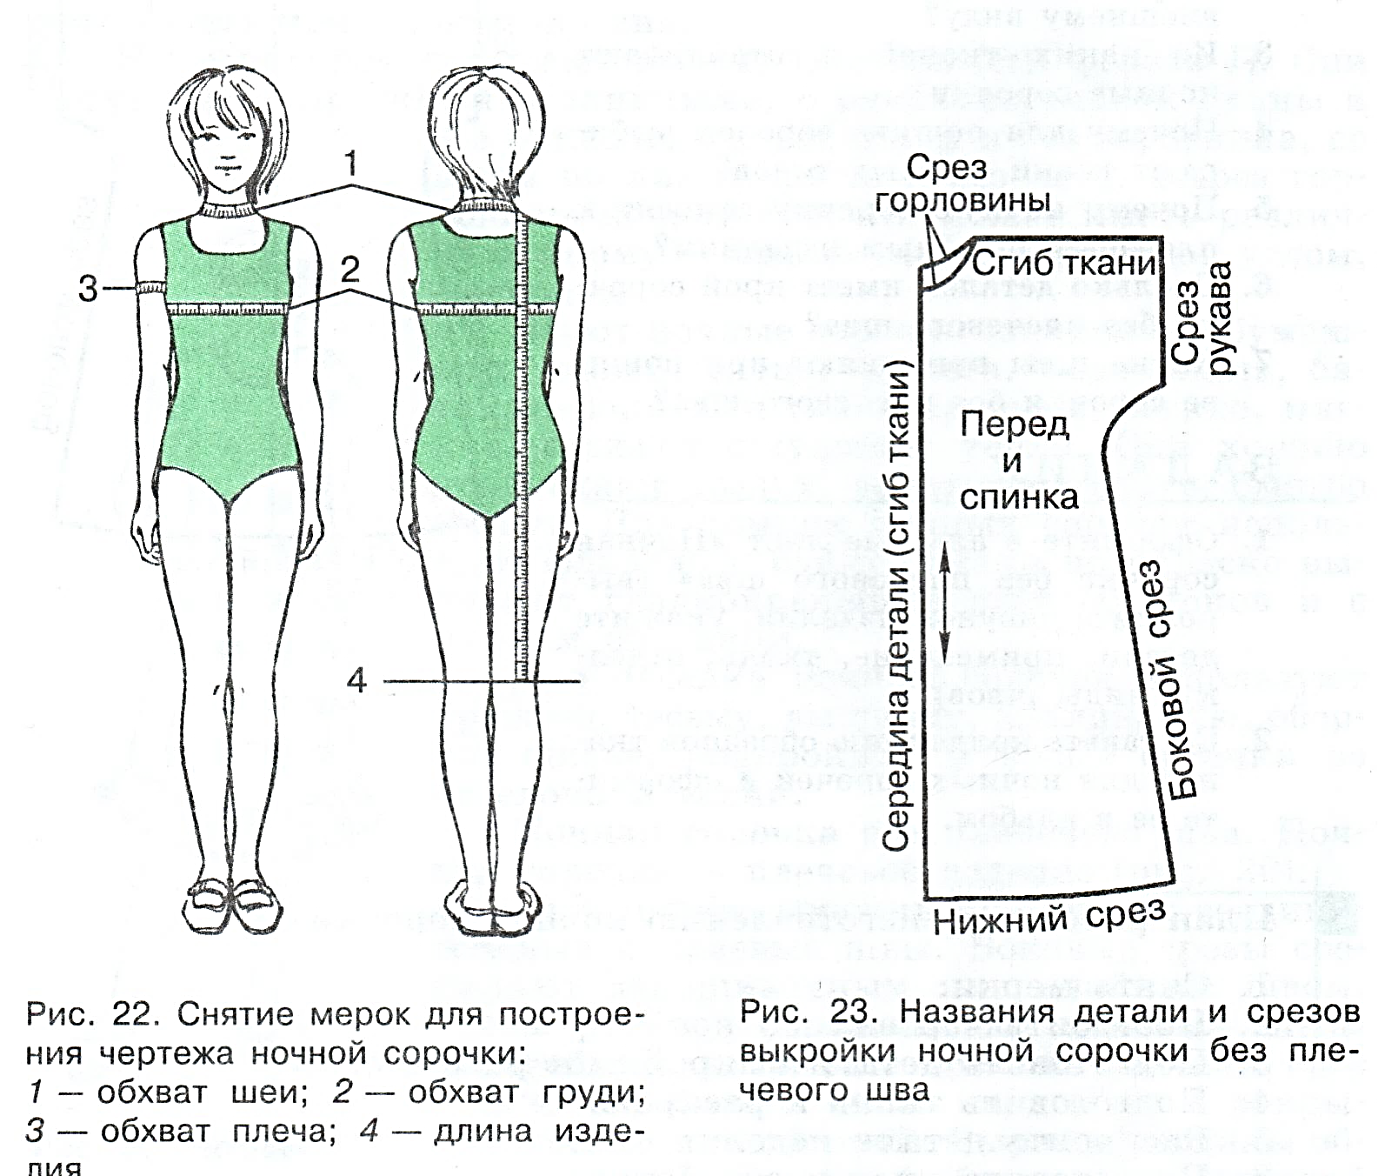 1
2
3
4
Срез
горловины
Сгиб ткани
Срез
рукава
Перед
и
спинка
Середина детали (сгиб ткани)
Боковой срез
Нижний срез
Рис. 22. Снятие мерок для построе-
ния чертежа ночной сорочки:
1 — обхват шеи; 2 — обхват груди;
3 — обхват плеча; 4 — длина изде-
лия
Рис. 23. Названия детали и срезов
выкройки ночной сорочки без пле-
чевого шва